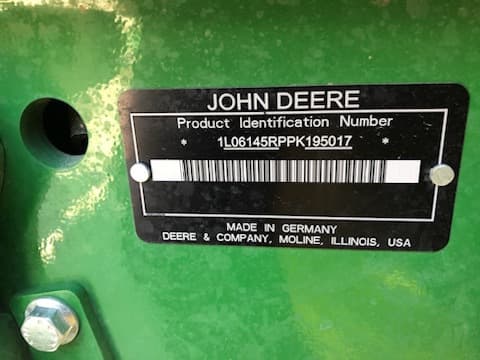 JOHN DEERE
Product Identification Number
* 1L06145RPPK195017 *
MADE IN GERMANY
DEERE & COMPANY, MOLINE, ILLINOIS, USA